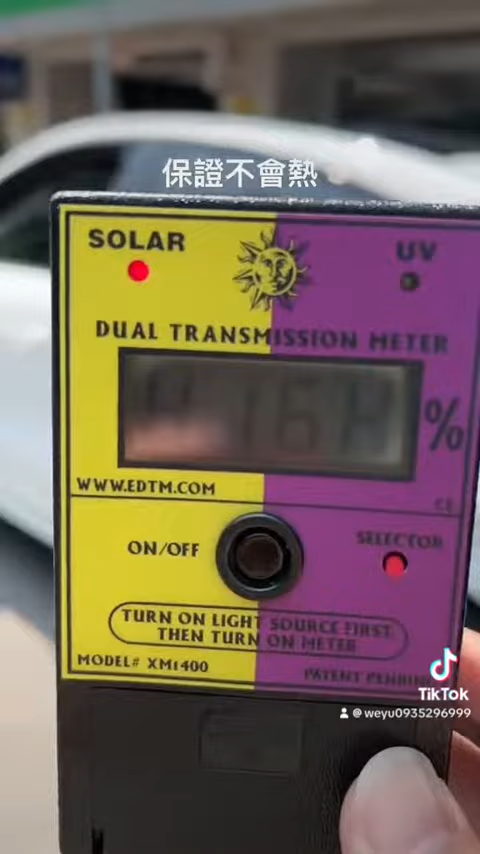 保證不會熱
SOLAR
UV
DUAL TRANSMISSION METER
%
WWW.EDTM.COM
CE
ON/OFF
SELECTOR
TURN ON LIGHT SOURCE FIRST
THEN TURN ON METER
MODEL# XM1400
PATENT PENDING
TikTok
@weyu0935296999